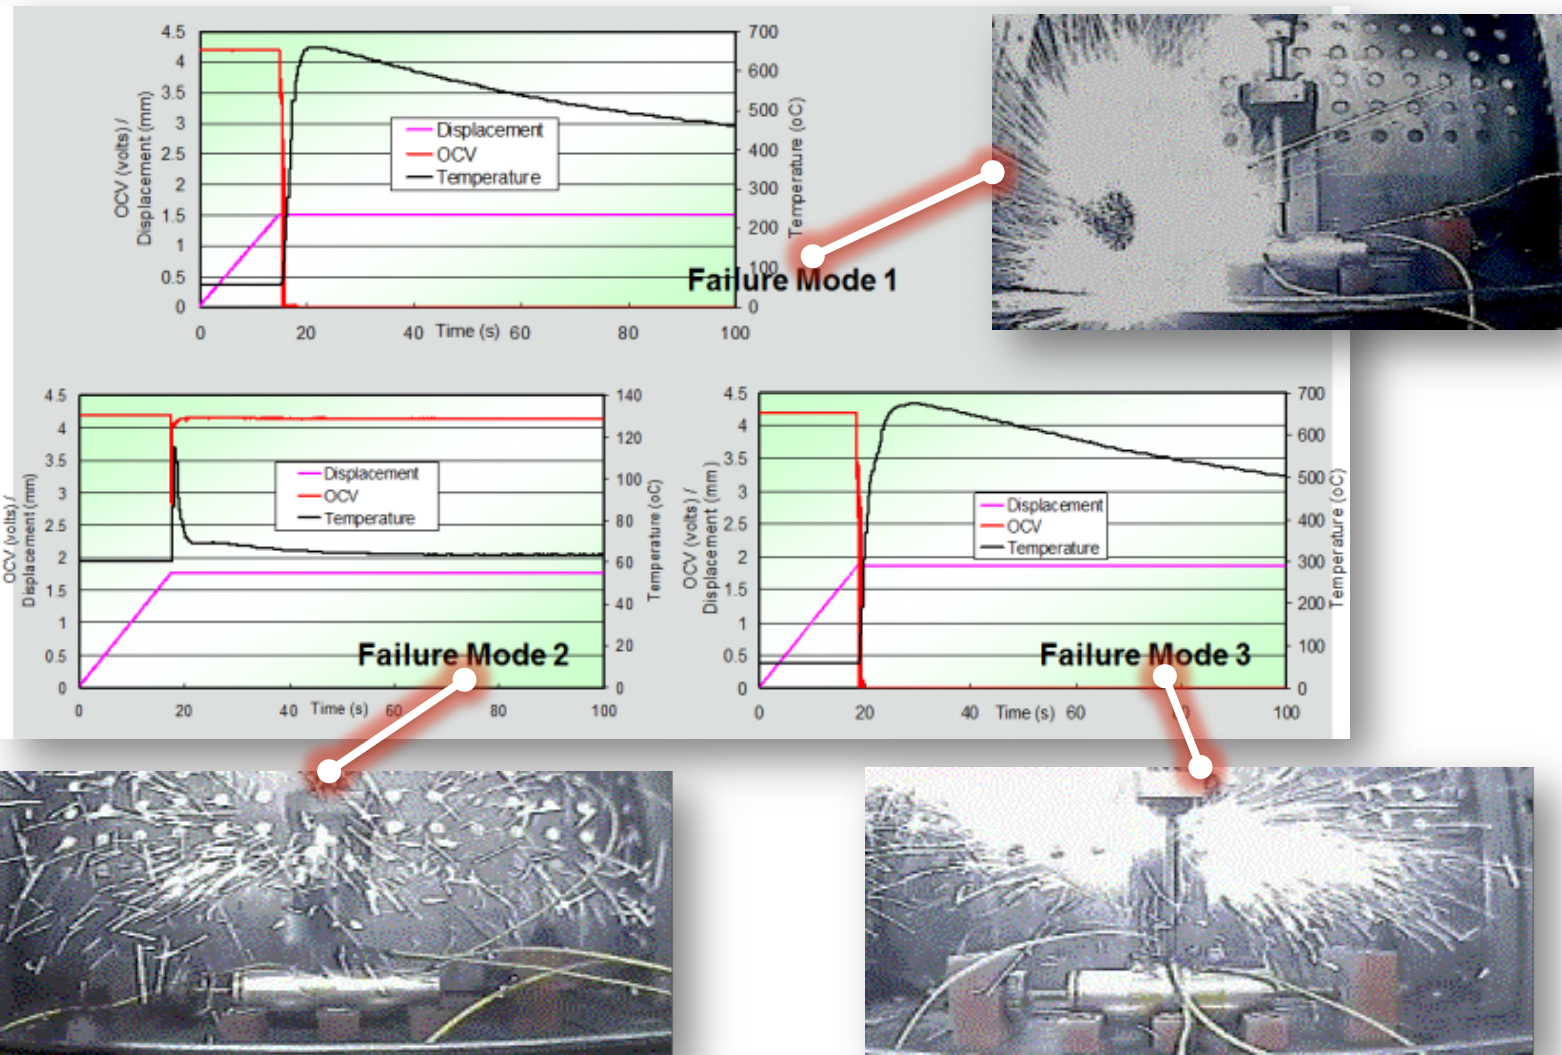 4.5
4
3.5
3
2.5
2
1.5
1
0.5
0
OCV (volts) /
Displacement (mm)
700
600
500
400
300
200
100
0
Temperature (oC)
Displacement
OCV
Temperature
Failure Mode 1
0 20 40 Time (s) 60 80 100
4.5
4
3.5
3
2.5
2
1.5
1
0.5
0
OCV (volts) /
Displacement (mm)
140
120
100
80
60
40
20
0
Temperature (oC)
Displacement
OCV
Temperature
Failure Mode 2
0 20 40 Time (s) 60 80 100
4.5
4
3.5
3
2.5
2
1.5
1
0.5
0
OCV (volts) /
Displacement (mm)
700
600
500
400
300
200
100
0
Temperature (oC)
Displacement
OCV
Temperature
Failure Mode 3
0 20 40 Time (s) 60 80 100